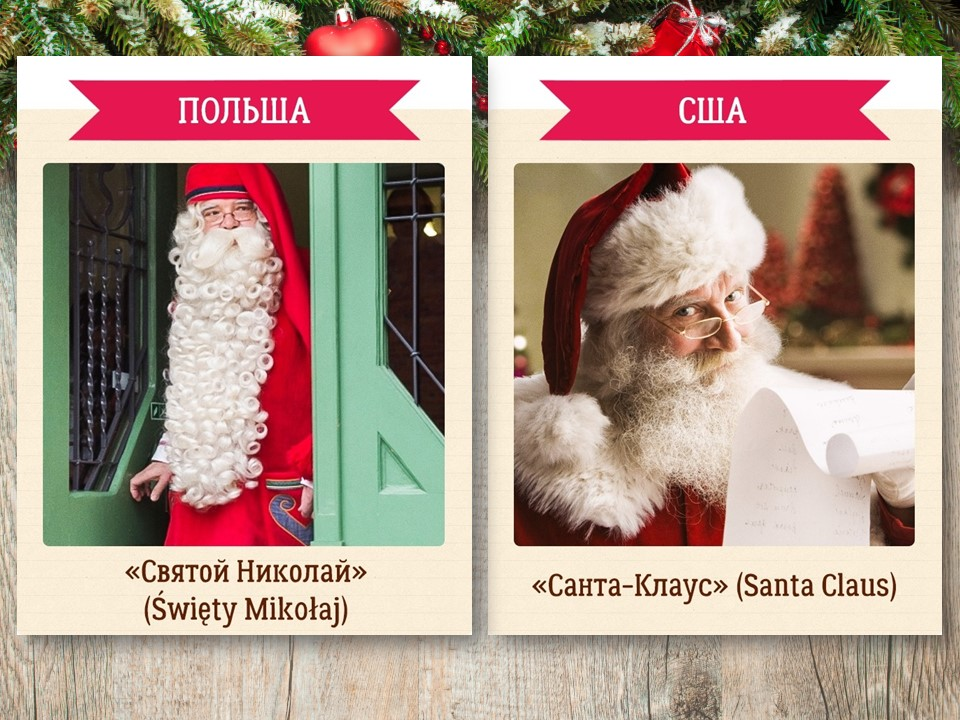 ПОЛЬША
«Святой Николай»
(Święty Mikołaj)
США
«Санта-Клаус» (Santa Claus)